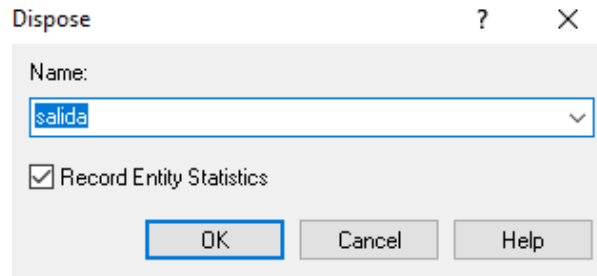 Dispose ? ×
Name:
salida
Record Entity Statistics
OK Cancel Help